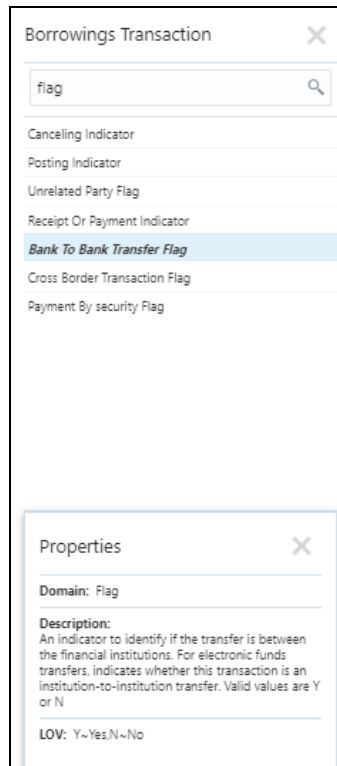 Borrowings Transaction
flag
Canceling Indicator
Posting Indicator
Unrelated Party Flag
Receipt Or Payment Indicator
Bank To Bank Transfer Flag
Cross Border Transaction Flag
Payment By security Flag
Properties
Domain: Flag
Description:
An indicator to identify if the transfer is between
the financial institutions. For electronic funds
transfers, indicates whether this transaction is an
institution-to-institution transfer. Valid values are Y
or N
LOV: Y~Yes,N~No